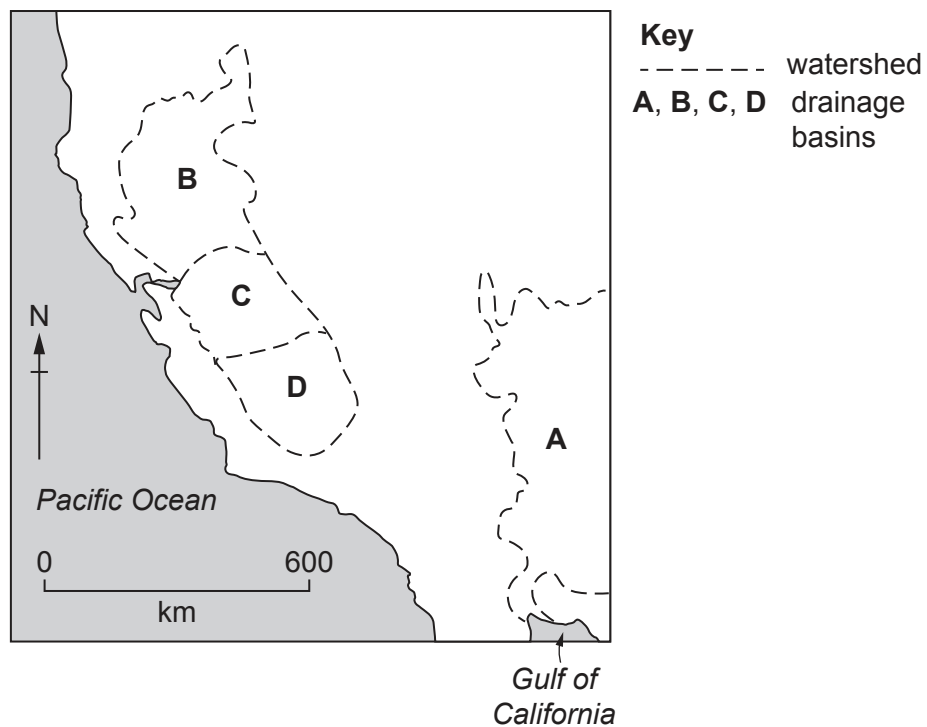 Key
watershed
A, B, C, D drainage
basins
B
C
D
A
N
Pacific Ocean
0 600
km
Gulf of
California